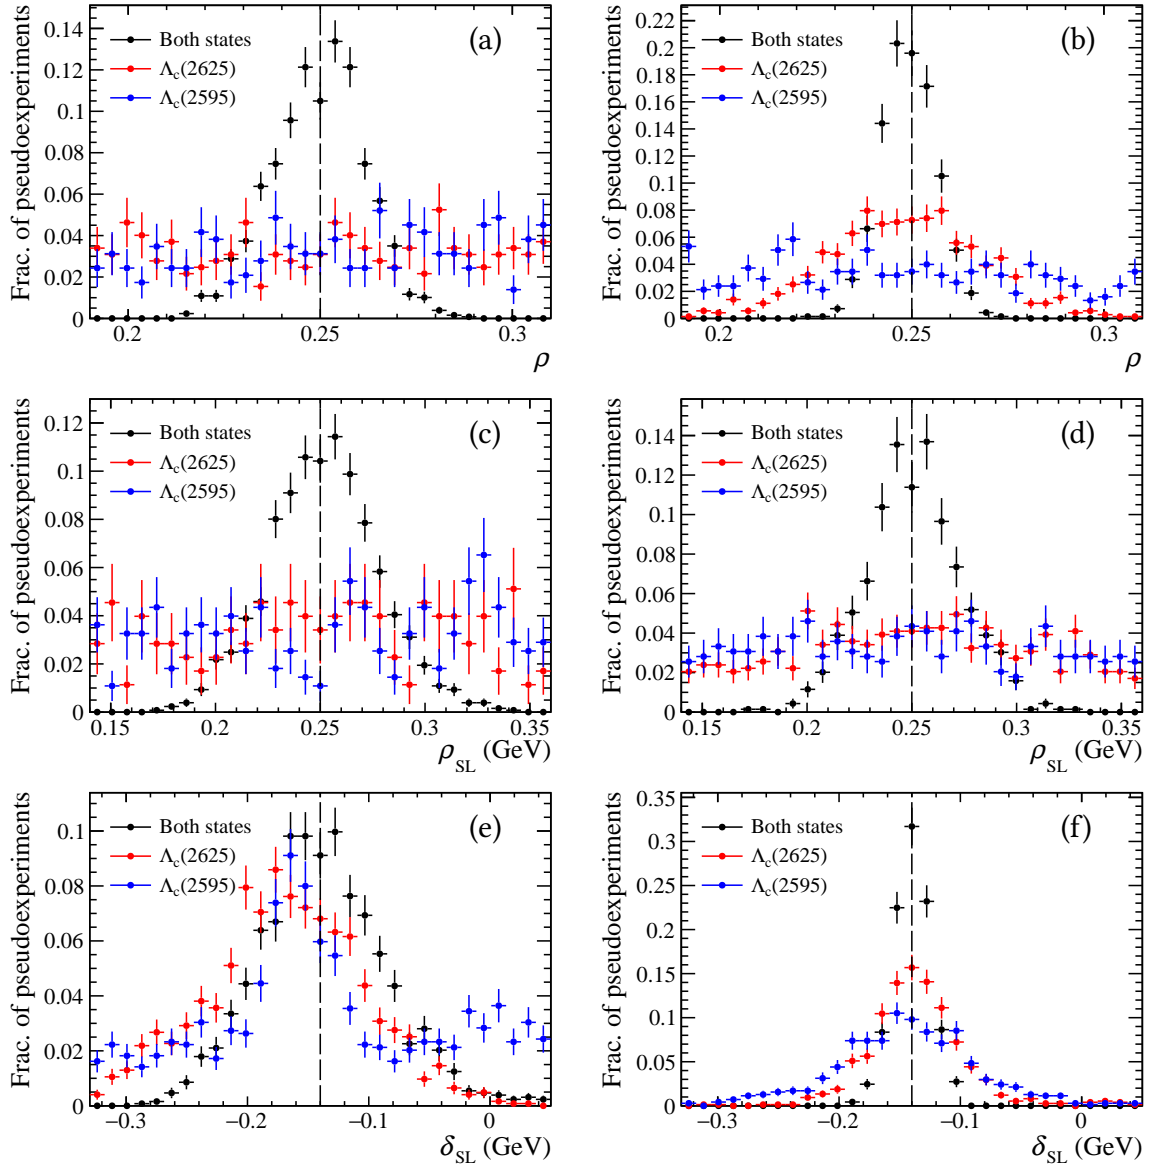 Frac. of pseudoexperiments
0.14
0.12
0.1
0.08
0.06
0.04
0.02
0
Both states
Λc(2625)
Λc(2595)
(a)
0.2 0.25 0.3
ρ
Frac. of pseudoexperiments
0.22
0.2
0.18
0.16
0.14
0.12
0.1
0.08
0.06
0.04
0.02
0
Both states
Λc(2625)
Λc(2595)
(b)
0.2 0.25 0.3
ρ
Frac. of pseudoexperiments
0.12
0.1
0.08
0.06
0.04
0.02
0
Both states
Λc(2625)
Λc(2595)
(c)
0.15 0.2 0.25 0.3 0.35
ρSL (GeV)
Frac. of pseudoexperiments
0.14
0.12
0.1
0.08
0.06
0.04
0.02
0
Both states
Λc(2625)
Λc(2595)
(d)
0.15 0.2 0.25 0.3 0.35
ρSL (GeV)
Frac. of pseudoexperiments
0.1
0.08
0.06
0.04
0.02
0
Both states
Λc(2625)
Λc(2595)
(e)
−0.3 −0.2 −0.1 0
δSL (GeV)
Frac. of pseudoexperiments
0.35
0.3
0.25
0.2
0.15
0.1
0.05
0
Both states
Λc(2625)
Λc(2595)
(f)
−0.3 −0.2 −0.1 0
δSL (GeV)